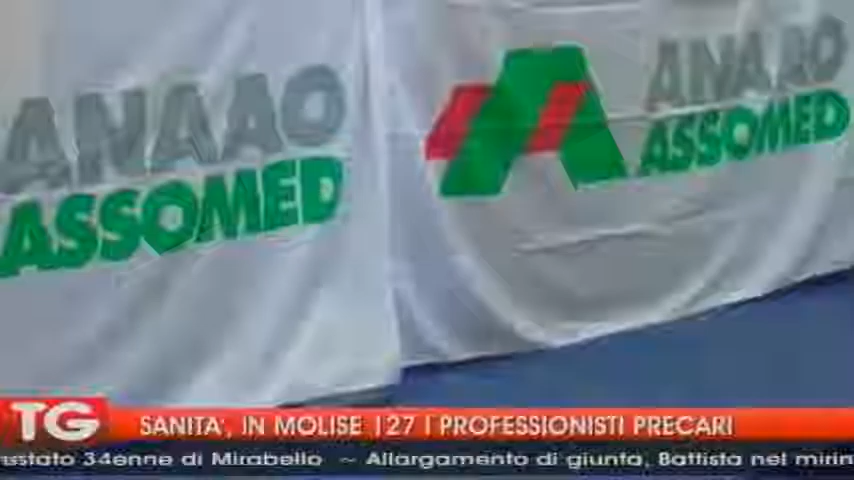 ANAAO
ASSOMED
ANAAO
ASSOMED
TG
SANITA', IN MOLISE 127 I PROFESSIONISTI PRECARI
34enne di Mirabello ~ Allargamento di giunta, Battista nel mirin